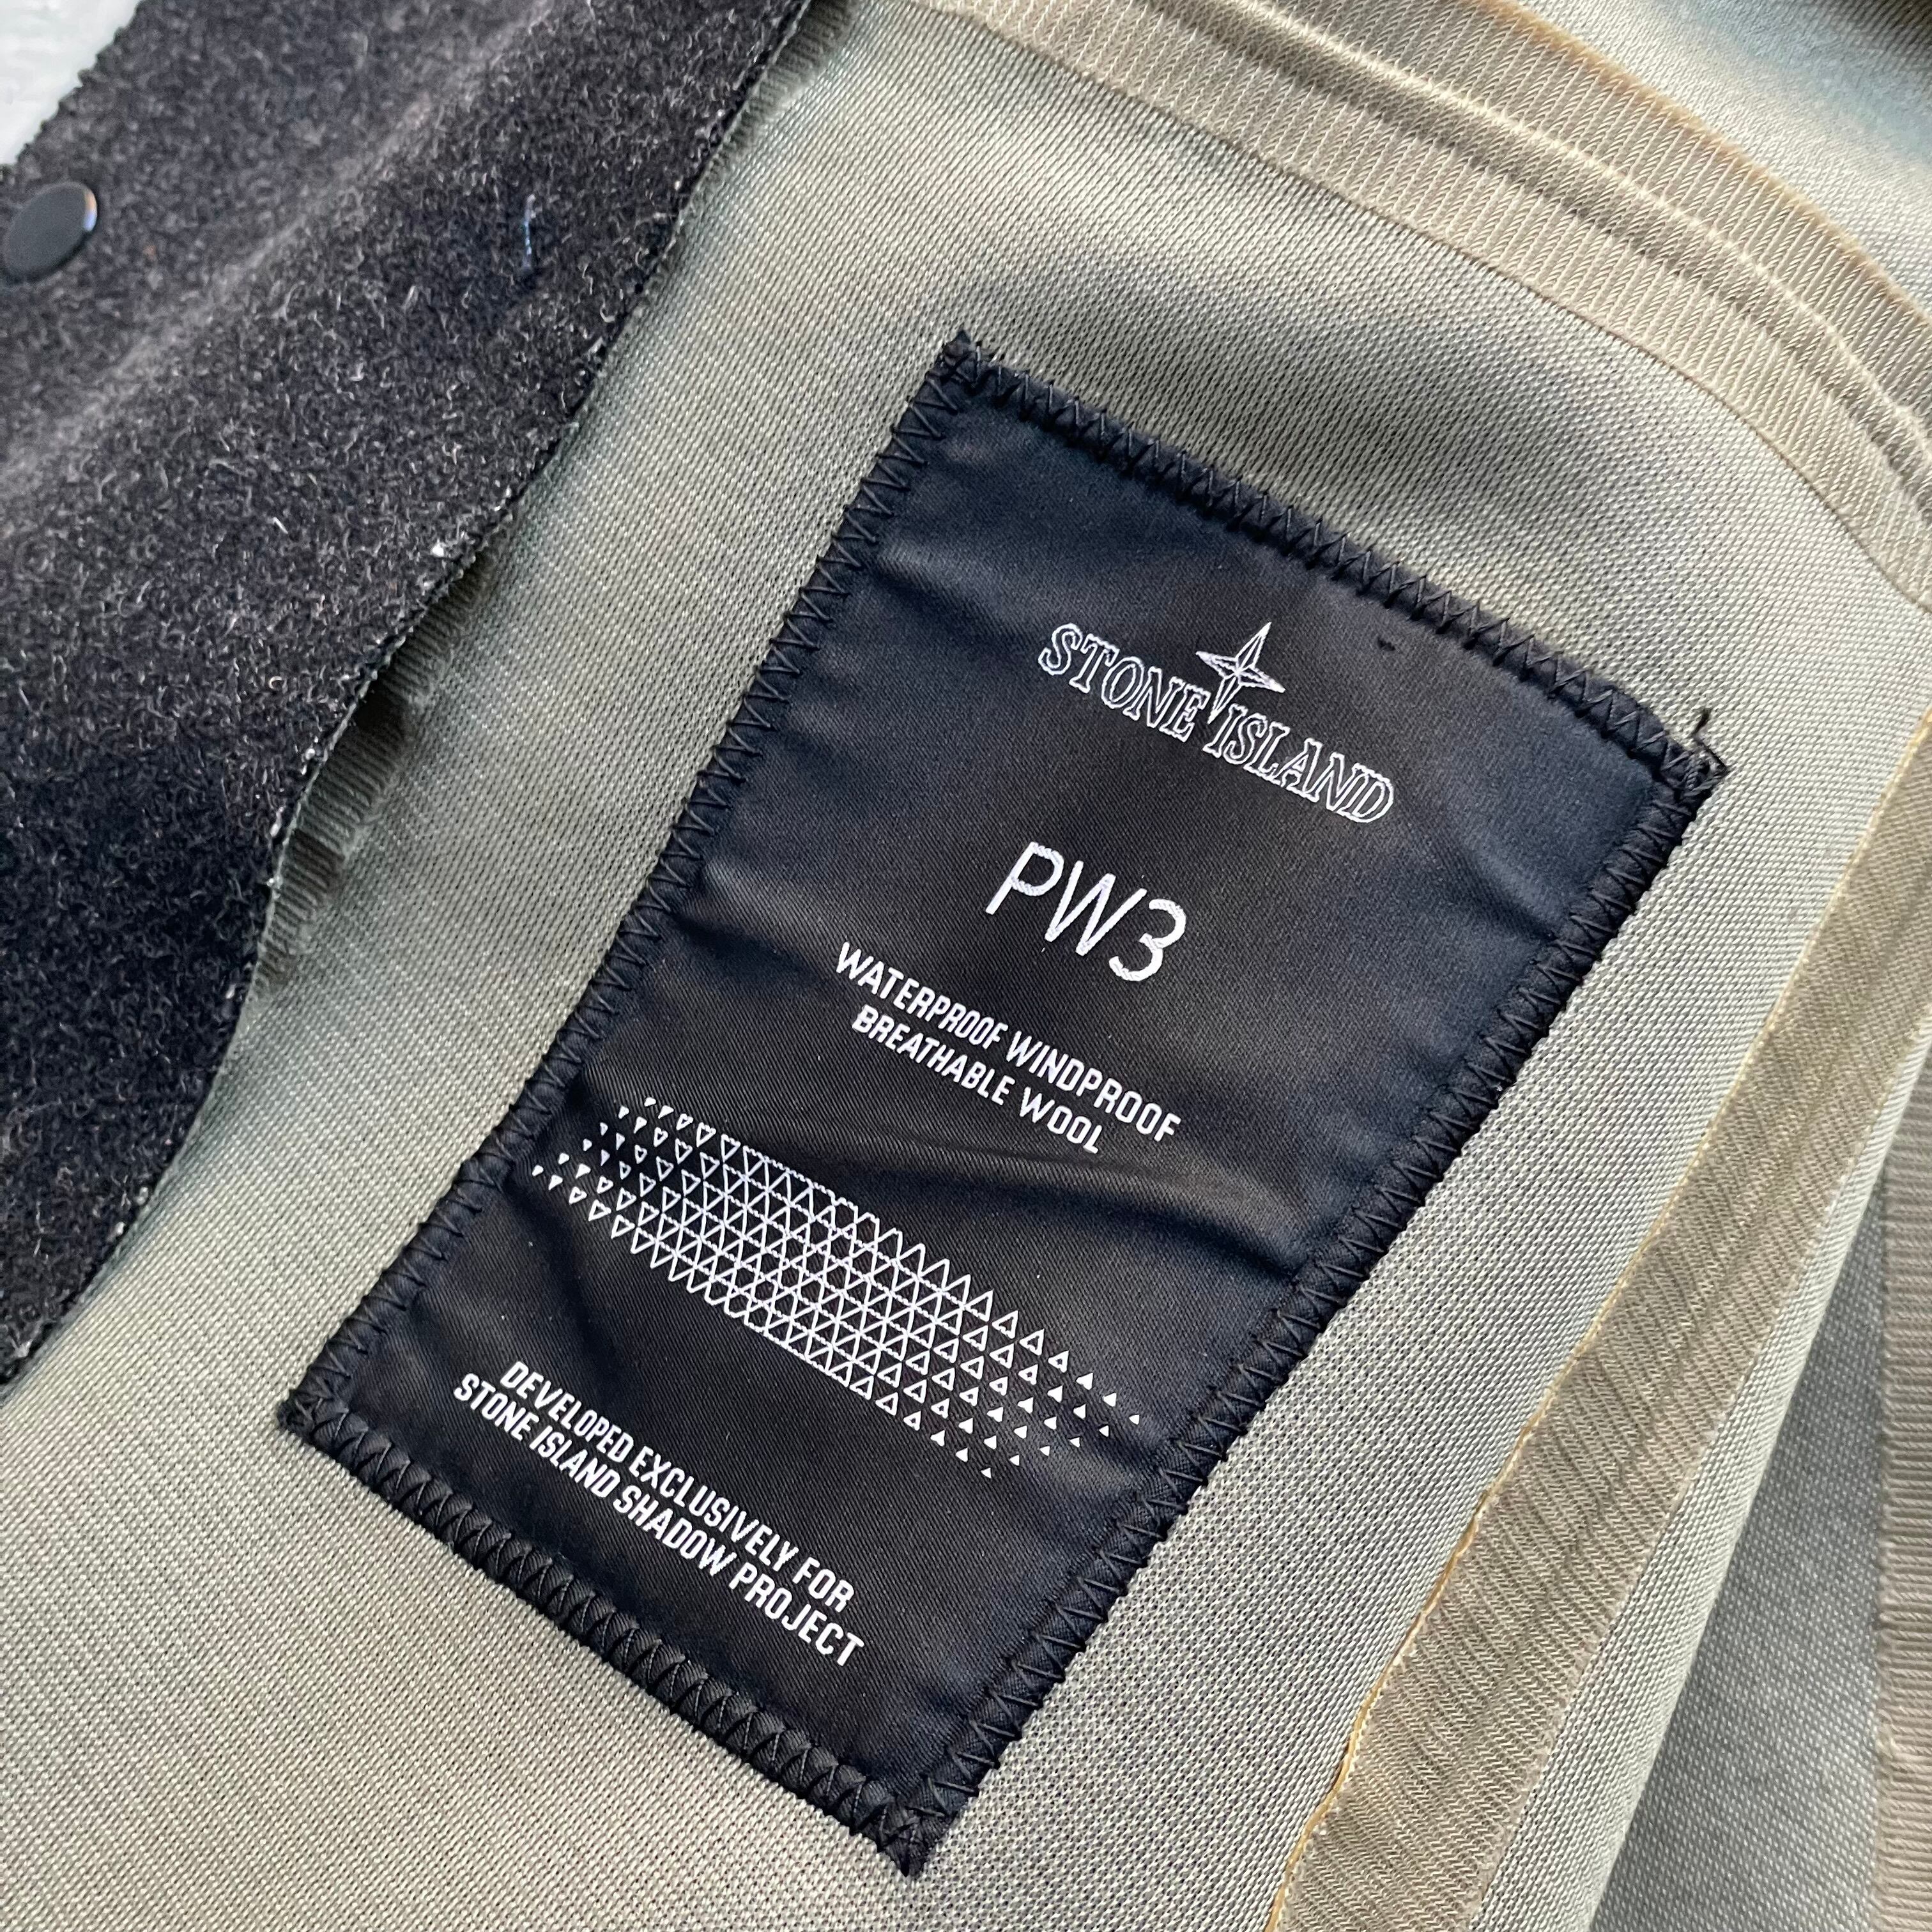 STONE ISLAND
PW3
WATERPROOF WINDPROOF
BREATHABLE WOOL
DEVELOPED EXCLUSIVELY FOR
STONE ISLAND SHADOW PROJECT